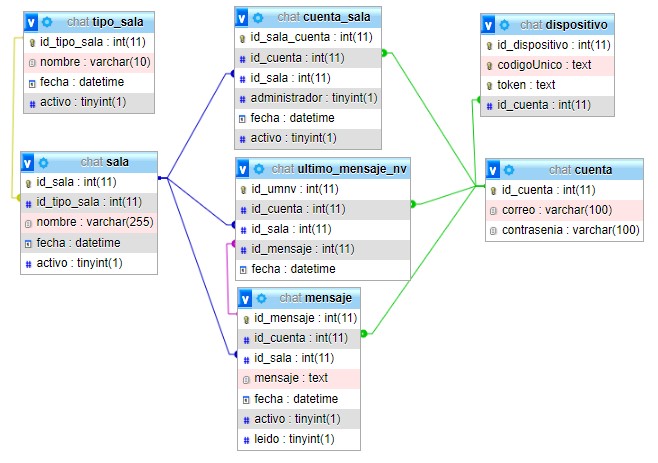 v chat tipo_sala
id_tipo_sala : int(11)
nombre : varchar(10)
fecha : datetime
# activo : tinyint(1)
v chat sala
id_sala : int(11)
# id_tipo_sala : int(11)
nombre : varchar(255)
fecha : datetime
# activo : tinyint(1)
v chat cuenta_sala
id_sala_cuenta : int(11)
# id_cuenta : int(11)
# id_sala : int(11)
# administrador : tinyint(1)
fecha : datetime
# activo : tinyint(1)
v chat ultimo_mensaje_nv
id_umnv : int(11)
# id_cuenta : int(11)
# id_sala : int(11)
# id_mensaje : int(11)
fecha : datetime
v chat mensaje
id_mensaje : int(11)
# id_cuenta : int(11)
# id_sala : int(11)
mensaje : text
fecha : datetime
# activo : tinyint(1)
# leido : tinyint(1)
v chat dispositivo
id_dispositivo : int(11)
codigoUnico : text
token : text
# id_cuenta : int(11)
v chat cuenta
id_cuenta : int(11)
correo : varchar(100)
contrasenia : varchar(100)